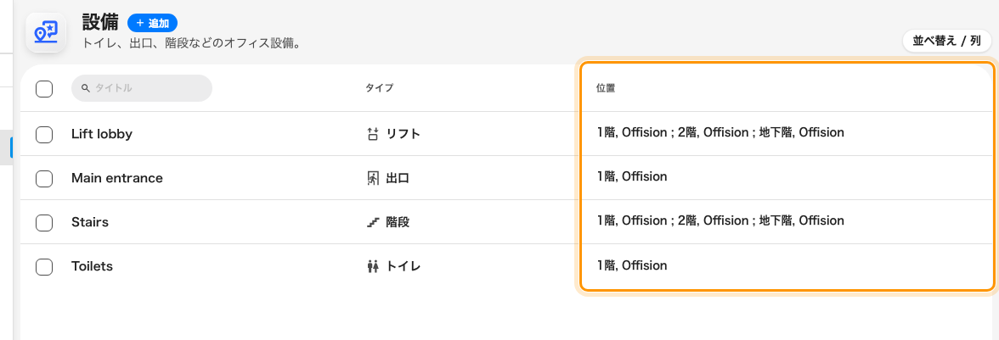 設備 + 追加
トイレ、出口、階段などのオフィス設備。
並べ替え / 列
タイトル タイプ 位置
Lift lobby リフト 1階, Offision ; 2階, Offision ; 地下階, Offision
Main entrance 出口 1階, Offision
Stairs 階段 1階, Offision ; 2階, Offision ; 地下階, Offision
Toilets トイレ 1階, Offision